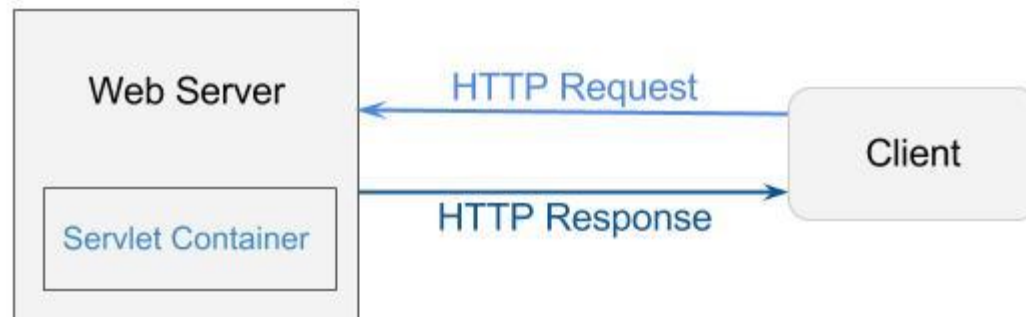 Web Server
HTTP Request
Client
HTTP Response
Servlet Container